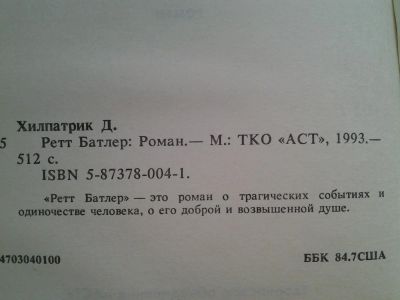 Хилпатрик Д.
5 Ретт Батлер: Роман.— М.: ТКО «АСТ», 1993.—
512 с.
ISBN 5-87378-004-1.
«Ретт Батлер» — это роман о трагических событиях и
одиночестве человека, о его доброй и возвышенной душе.
4703040100 ББК 84.7США